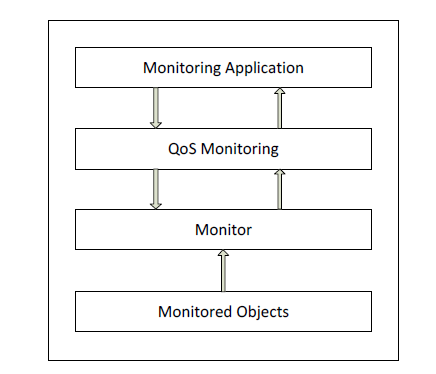 Monitoring Application
QoS Monitoring
Monitor
Monitored Objects